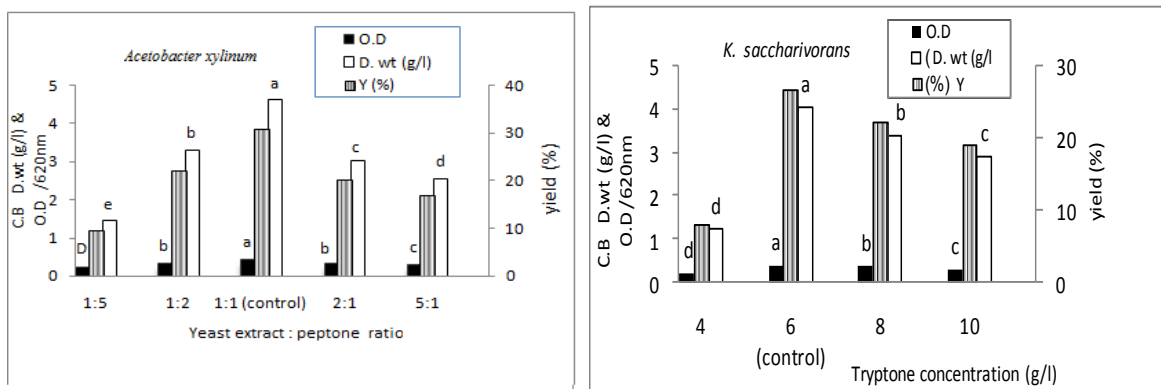 Acetobacter xylinum
O.D
D. wt (g/l)
Y (%)
C.B D.wt (g/l) &
O.D /620nm
5
4
3
2
1
0
40
30
20
10
0
yield (%)
D
e
b
b
a
a
b
c
c
d
1:5
1:2
1:1 (control)
2:1
5:1
Yeast extract : peptone ratio
K. saccharivorans
O.D
(D. wt (g/l
(%) Y
C.B D.wt (g/l) &
O.D/620nm
5
4
3
2
1
0
30
20
10
0
yield (%)
d
d
a
a
b
b
c
c
4
6
8
10
(control)
Tryptone concentration (g/l)